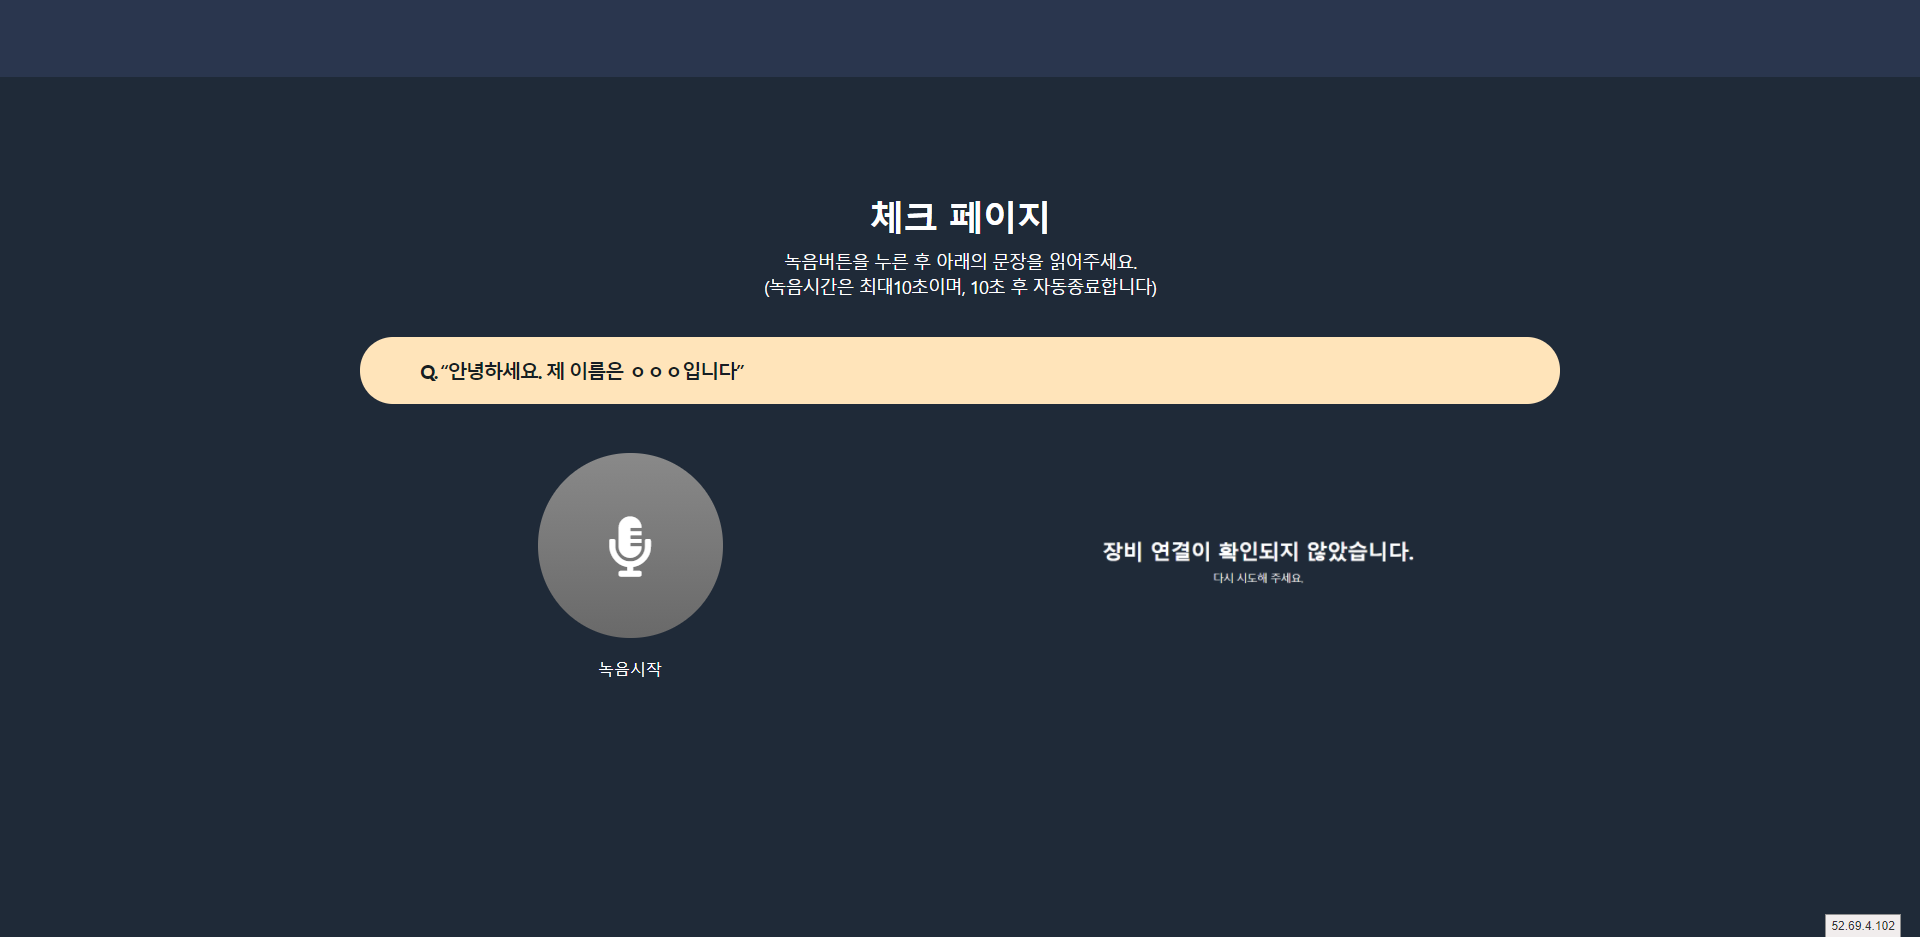 체크 페이지
녹음버튼을 누른 후 아래의 문장을 읽어주세요.
(녹음시간은 최대10초이며, 10초 후 자동종료합니다)
Q. “안녕하세요. 제 이름은 ㅇㅇㅇ입니다”
장비 연결이 확인되지 않았습니다.
다시 시도해 주세요.
녹음시작
52.69.4.102